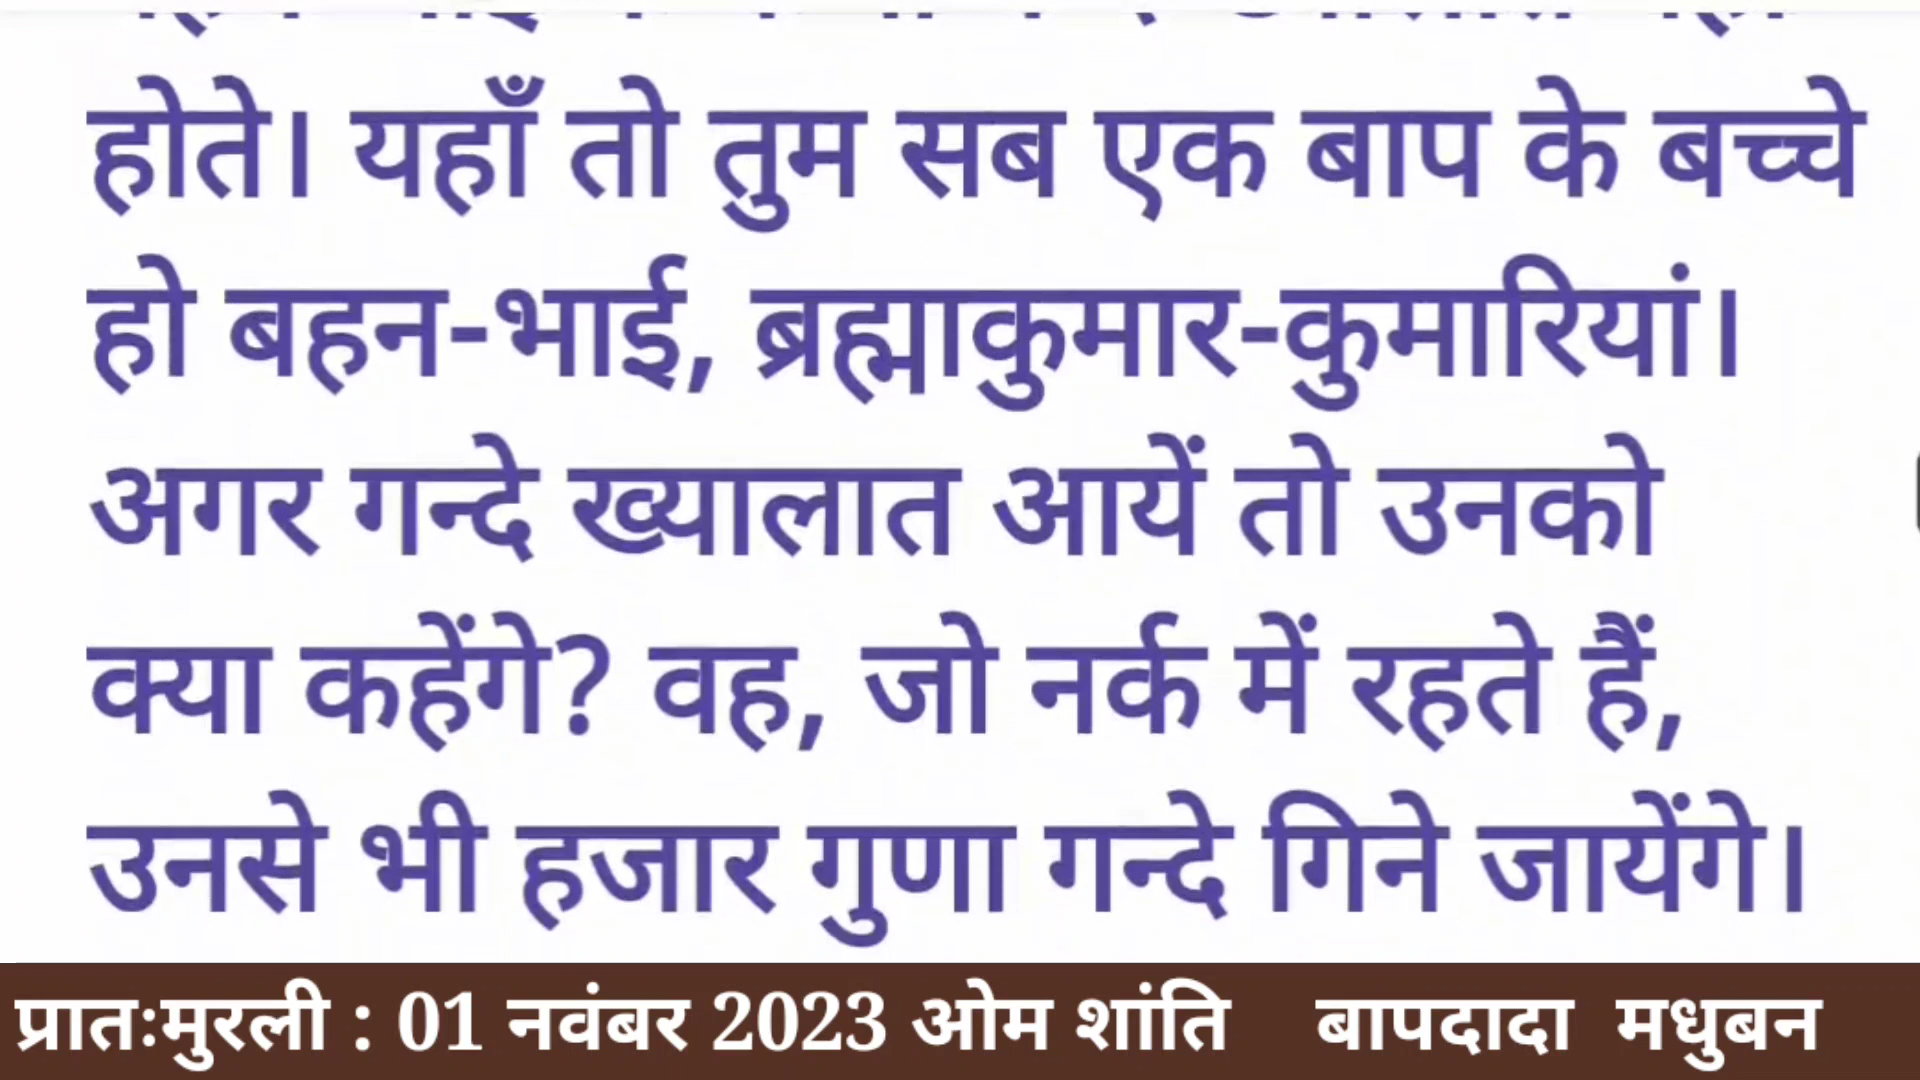 होते। यहाँ तो तुम सब एक बाप के बच्चे
हो बहन-भाई, ब्रह्माकुमार-कुमारियां।
अगर गन्दे ख्यालात आयें तो उनको
क्या कहेंगे? वह, जो नर्क में रहते हैं,
उनसे भी हजार गुणा गन्दे गिने जायेंगे।
प्रातःमुरली : 01 नवंबर 2023 ओम शांति बापदादा मधुबन